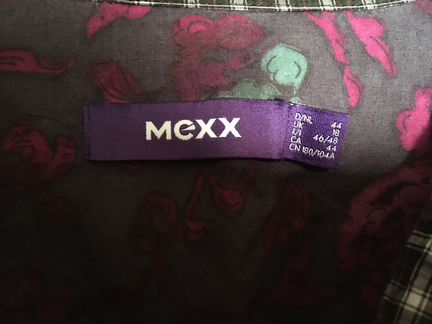 MEXX
D/NL 44
UK 18
F/I 46/48
CA 44
CN 180/104A